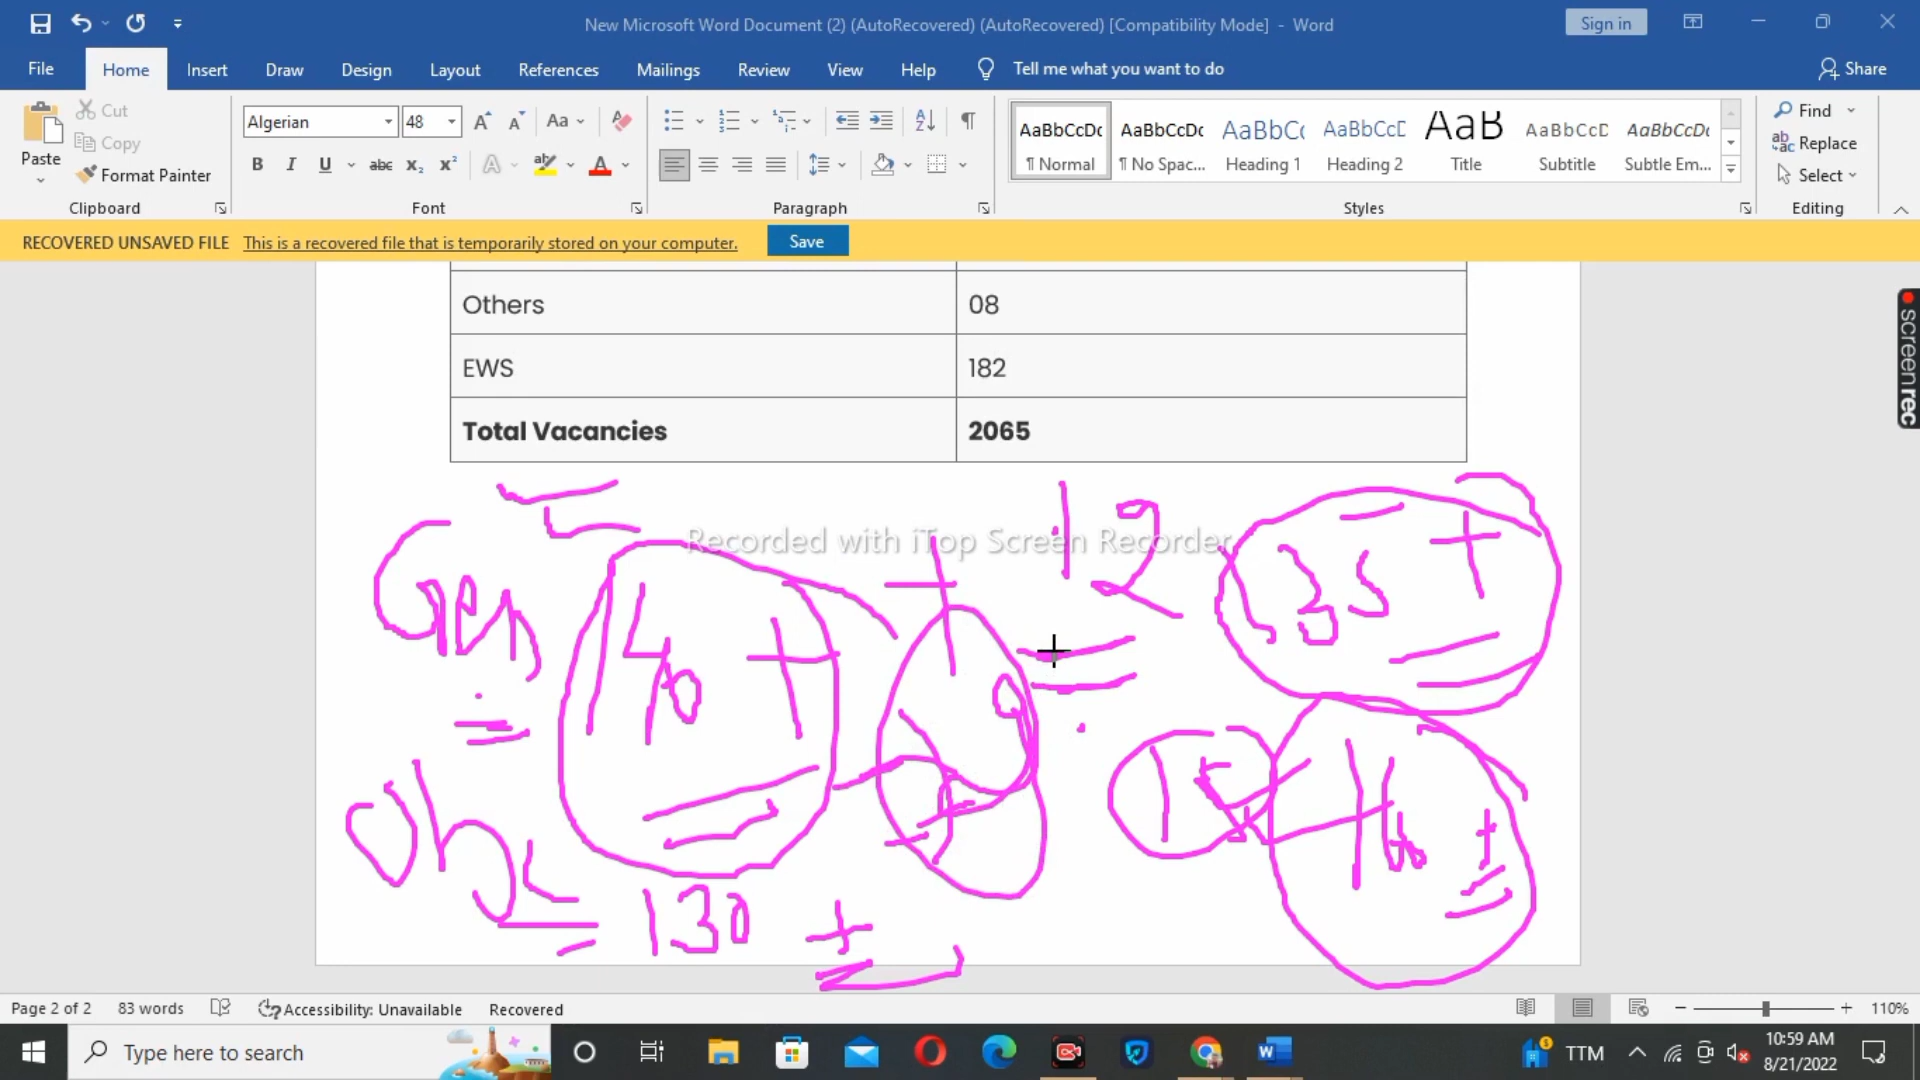 New Microsoft Word Document (2) (AutoRecovered) (AutoRecovered) [Compatibility Mode] - Word
Sign in
File Home Insert Draw Design Layout References Mailings Review View Help Tell me what you want to do Share
Paste Cut Copy Format Painter
Algerian 48
AaBbCcDc AaBbCcDc AaBbCc AaBbCcD AaB AaBbCcD AaBbCcDc
¶ Normal ¶ No Spac... Heading 1 Heading 2 Title Subtitle Subtle Em...
Find Replace Select
Clipboard Font Paragraph Styles Editing
RECOVERED UNSAVED FILE This is a recovered file that is temporarily stored on your computer. Save
screenrec
Others 08
EWS 182
Total Vacancies 2065
Recorded with iTop Screen Recorder
Gen 12 35 +
130 +
Page 2 of 2 83 words Accessibility: Unavailable Recovered 110%
Type here to search
TTM
10:59 AM
8/21/2022